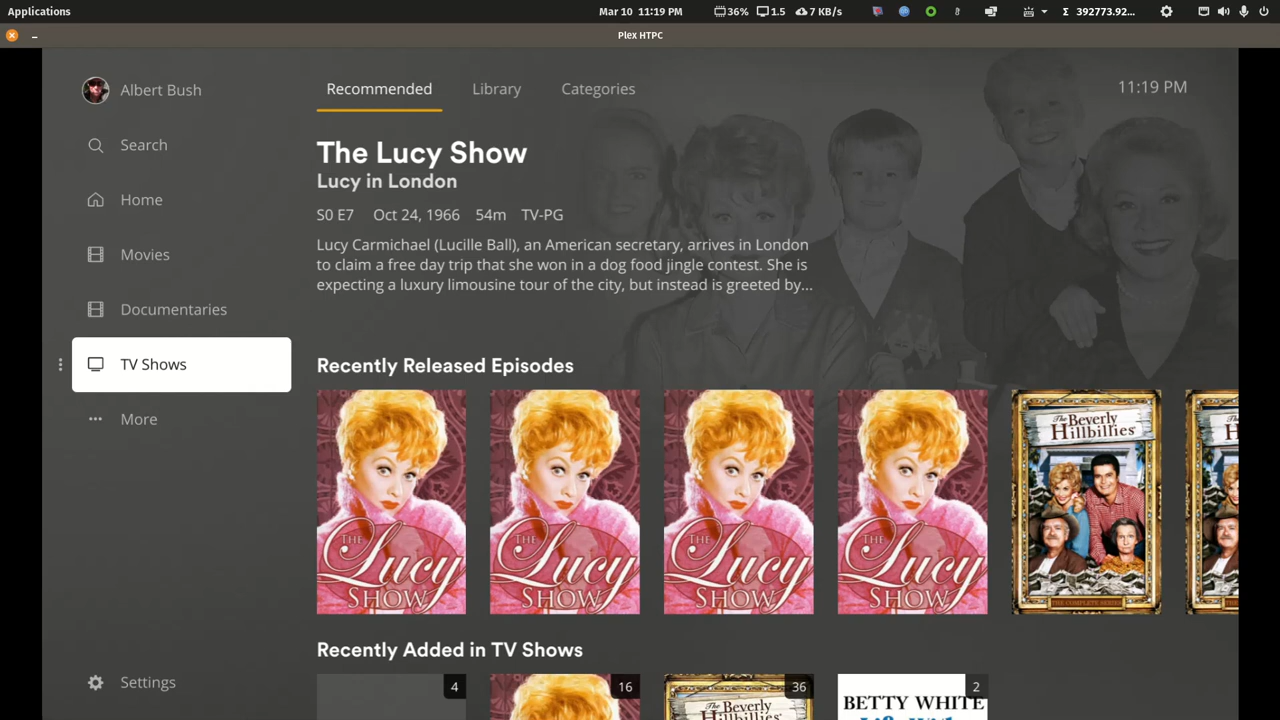 Applications
Mar 10 11:19 PM
36%
1.5
7 KB/s
Σ 392773.92...
Plex HTPC
Albert Bush
Search
Home
Movies
Documentaries
TV Shows
More
Settings
Recommended
Library
Categories
11:19 PM
The Lucy Show
Lucy in London
S0 E7 Oct 24, 1966 54m TV-PG
Lucy Carmichael (Lucille Ball), an American secretary, arrives in London
to claim a free day trip that she won in a dog food jingle contest. She is
expecting a luxury limousine tour of the city, but instead is greeted by...
Recently Released Episodes
THE
Lucy
SHOW
THE
Lucy
SHOW
THE
Lucy
SHOW
THE
Lucy
SHOW
The
Beverly
Hillbillies
THE COMPLETE SERIES
Recently Added in TV Shows
4
16
36
The
Beverly
Hillbillies
2
BETTY WHITE